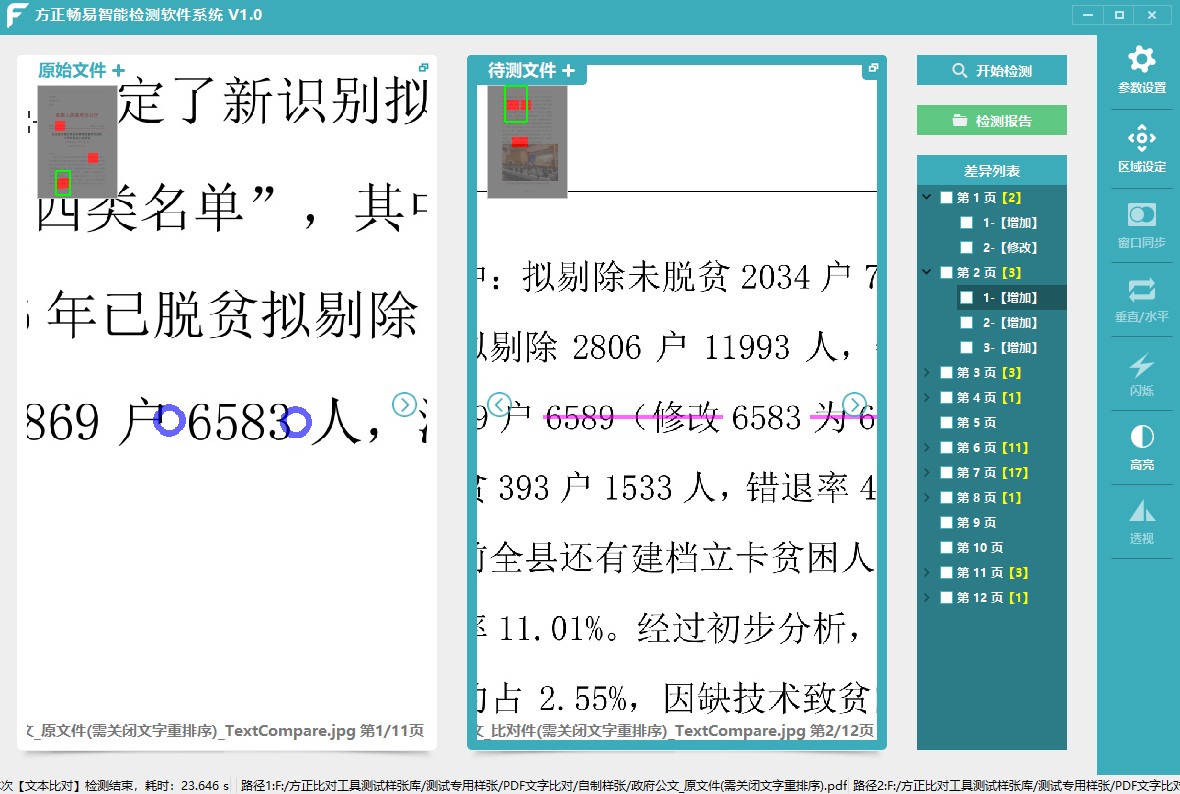 方正畅易智能检测软件系统 V1.0
原始文件 +
定了新识别拟
四类名单”，其中
年已脱贫拟剔除
869 户 6583 人，
文_原文件(需关闭文字重排序)_TextCompare.jpg 第1/11页
待测文件 +
中：拟剔除未脱贫 2034 户 7
拟剔除 2806 户 11993 人，
9 户 6589（修改 6583 为 6
贫 393 户 1533 人，错退率 4
前全县还有建档立卡贫困人
率 11.01%。经过初步分析，
占 2.55%，因缺技术致贫
文_比对件(需关闭文字重排序)_TextCompare.jpg 第2/12页
开始检测
检测报告
差异列表
第 1 页【2】
1-【增加】
2-【修改】
第 2 页【3】
1-【增加】
2-【增加】
3-【增加】
第 3 页【3】
第 4 页【1】
第 5 页
第 6 页【11】
第 7 页【17】
第 8 页【1】
第 9 页
第 10 页
第 11 页【3】
第 12 页【1】
参数设置
区域设定
窗口同步
垂直/水平
闪烁
高亮
透视
次【文本比对】检测结束，耗时：23.646 s 路径1:F:/方正比对工具测试样张库/测试专用样张/PDF文字比对/自制样张/政府公文_原文件(需关闭文字重排序).pdf 路径2:F:/方正比对工具测试样张库/测试专用样张/PDF文字比对